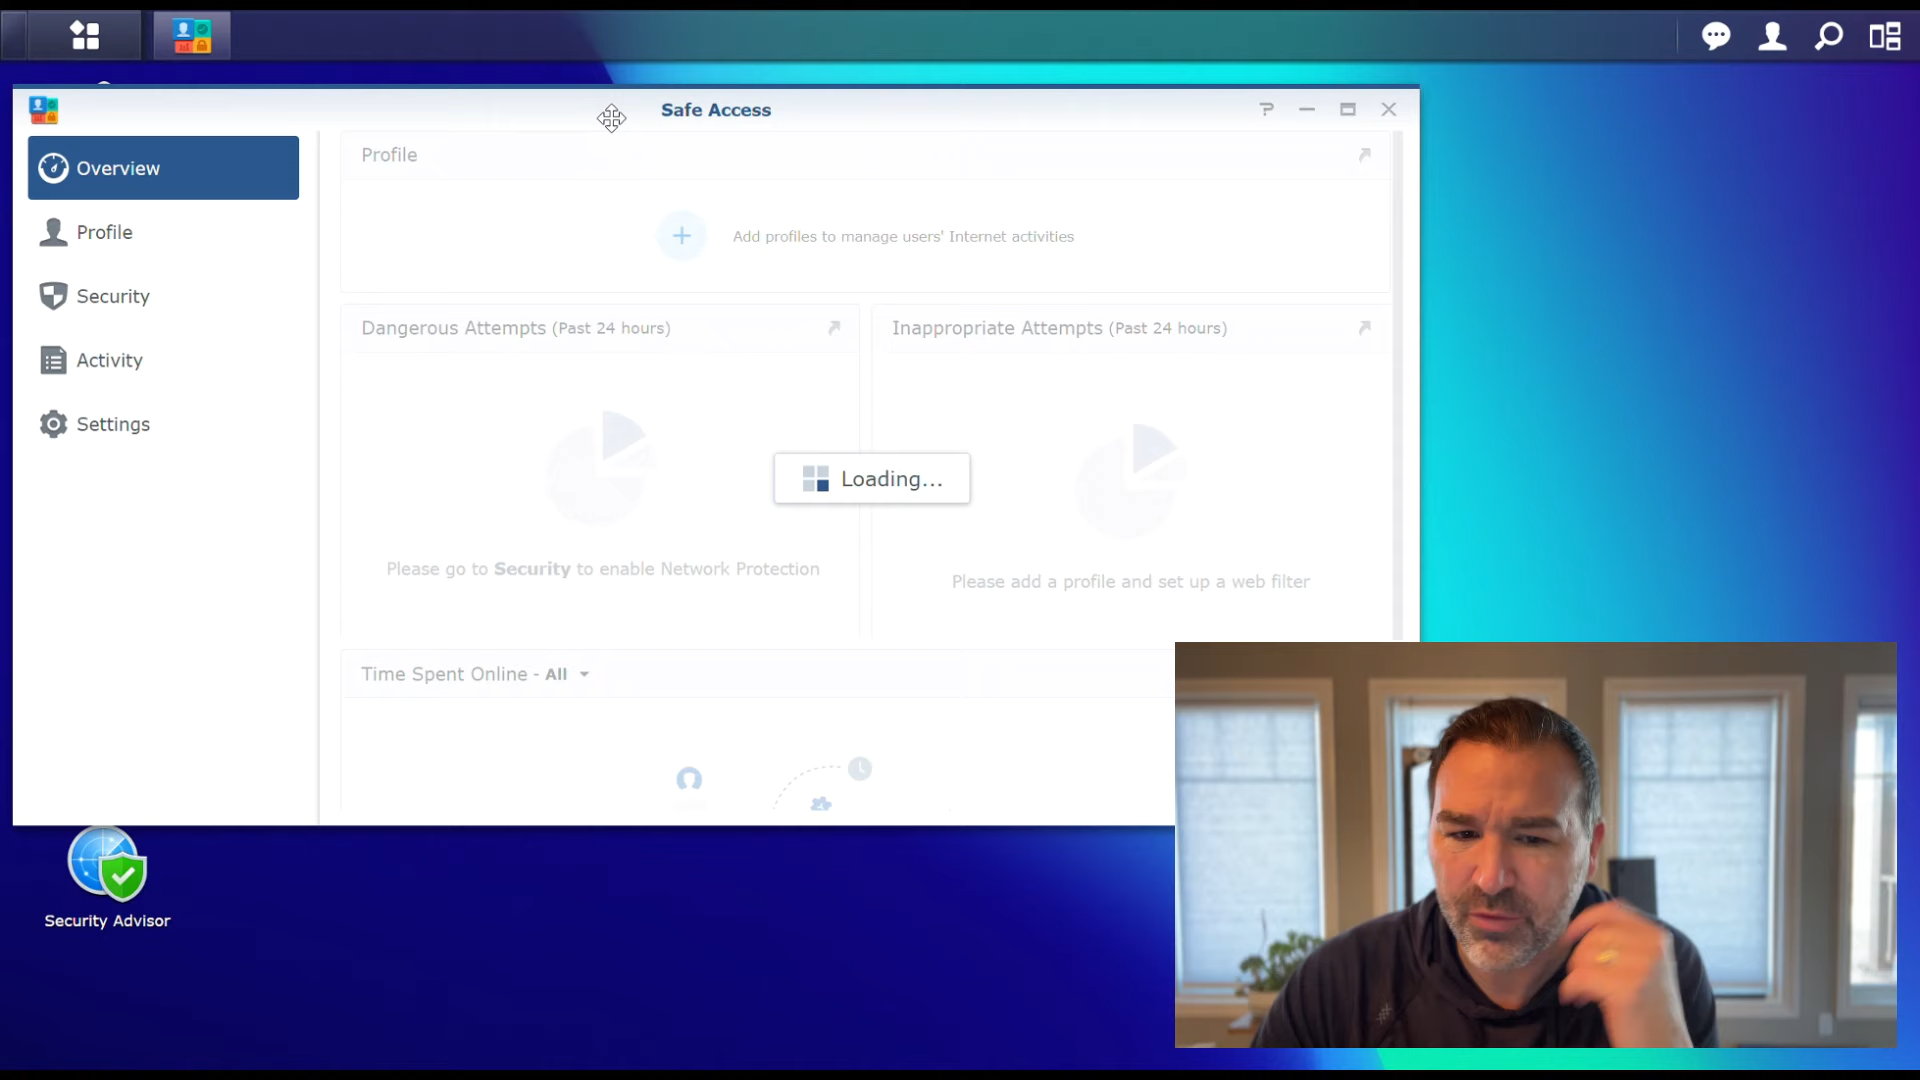 Safe Access
Overview
Profile
Security
Activity
Settings
Profile
Add profiles to manage users' Internet activities
Dangerous Attempts (Past 24 hours)
Inappropriate Attempts (Past 24 hours)
Loading...
Please go to Security to enable Network Protection
Please add a profile and set up a web filter
Time Spent Online - All
Security Advisor